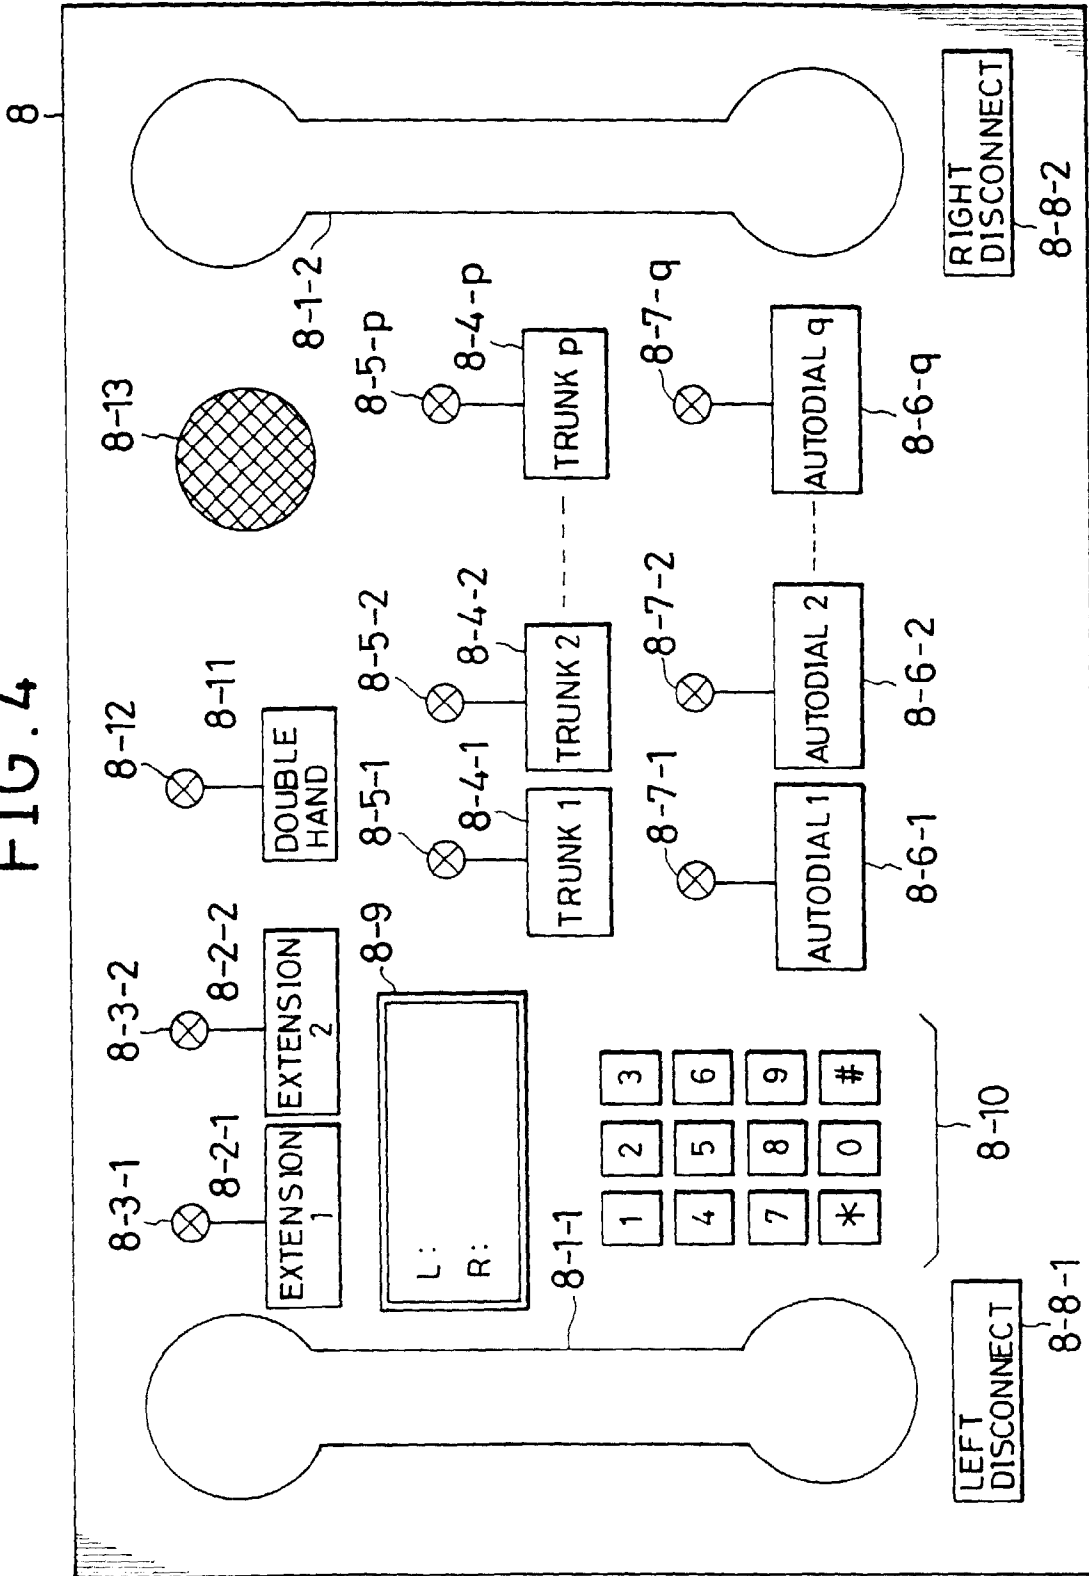 FIG. 4
8
8-3-1
8-3-2
8-12
8-13
8-2-1
8-2-2
8-11
EXTENSION
1
EXTENSION
2
DOUBLE
HAND
8-1-2
8-9
L:
R:
8-5-1
8-5-2
8-5-p
8-4-1
8-4-2
8-4-p
TRUNK 1
TRUNK 2
TRUNK p
8-1-1
1
2
3
4
5
6
7
8
9
*
0
#
8-10
8-7-1
8-7-2
8-7-q
AUTODIAL 1
AUTODIAL 2
AUTODIAL q
8-6-1
8-6-2
8-6-q
LEFT
DISCONNECT
8-8-1
RIGHT
DISCONNECT
8-8-2